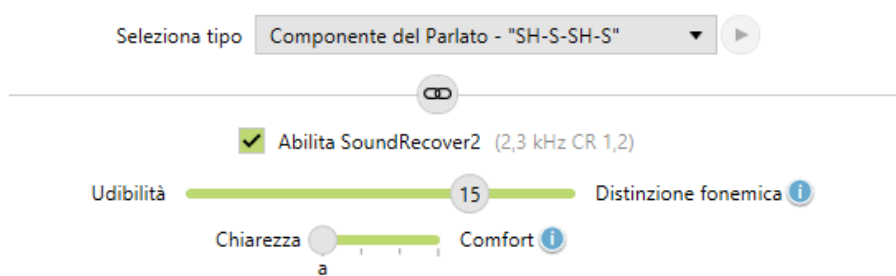 Seleziona tipo Componente del Parlato - "SH-S-SH-S"
Abilita SoundRecover2 (2,3 kHz CR 1,2)
Udibilità 15 Distinzione fonemica i
Chiarezza Comfort i
a